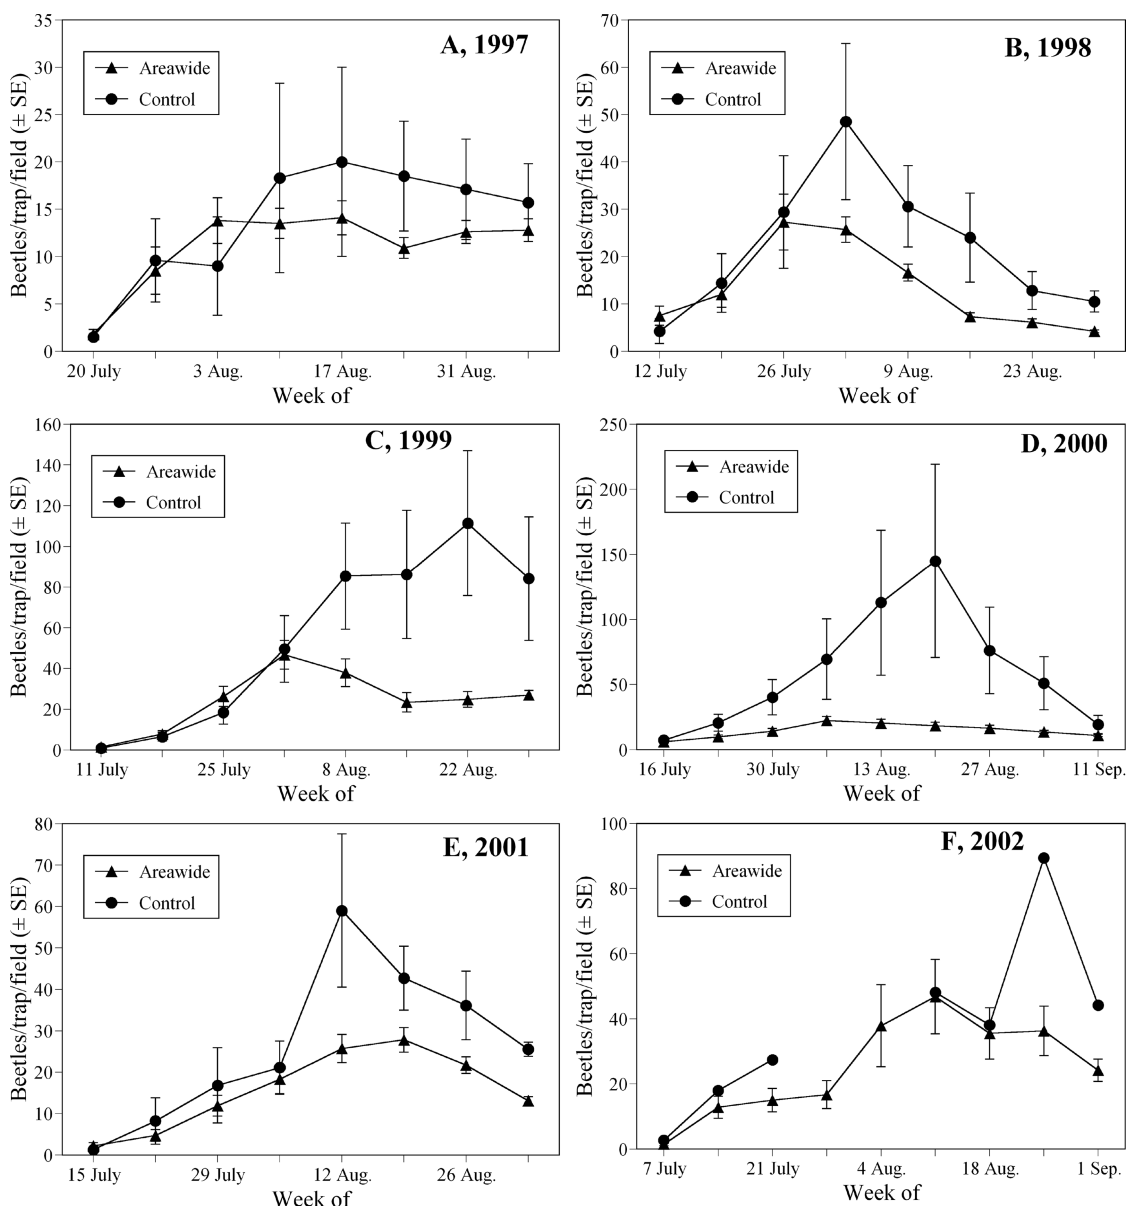 A, 1997
Areawide
Control
35
30
25
20
15
10
5
0
Beetles/trap/field (± SE)
20 July 3 Aug. 17 Aug. 31 Aug.
Week of
B, 1998
Areawide
Control
70
60
50
40
30
20
10
0
Beetles/trap/field (± SE)
12 July 26 July 9 Aug. 23 Aug.
Week of
C, 1999
Areawide
Control
160
140
120
100
80
60
40
20
0
Beetles/trap/field (± SE)
11 July 25 July 8 Aug. 22 Aug.
Week of
D, 2000
Areawide
Control
250
200
150
100
50
0
Beetles/trap/field (± SE)
16 July 30 July 13 Aug. 27 Aug. 11 Sep.
Week of
E, 2001
Areawide
Control
80
70
60
50
40
30
20
10
0
Beetles/trap/field (± SE)
15 July 29 July 12 Aug. 26 Aug.
Week of
F, 2002
Areawide
Control
100
80
60
40
20
0
Beetles/trap/field (± SE)
7 July 21 July 4 Aug. 18 Aug. 1 Sep.
Week of